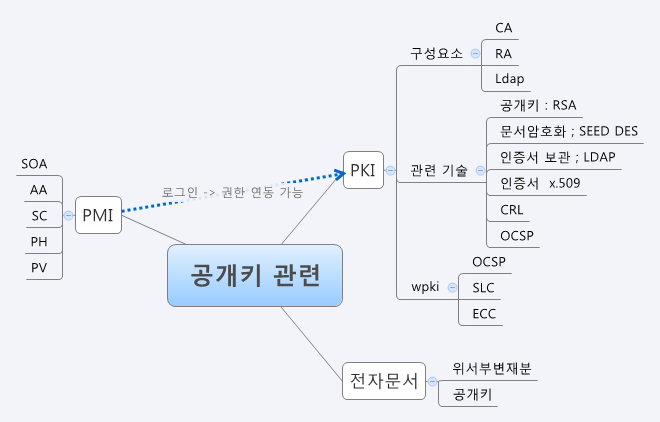 공개키 관련
PKI
구성요소
CA
RA
Ldap
관련 기술
공개키 : RSA
문서암호화 ; SEED DES
인증서 보관 ; LDAP
인증서 x.509
CRL
OCSP
wpki
OCSP
SLC
ECC
전자문서
위서부변재분
공개키
PMI
SOA
AA
SC
PH
PV
로그인 -> 권한 연동 가능